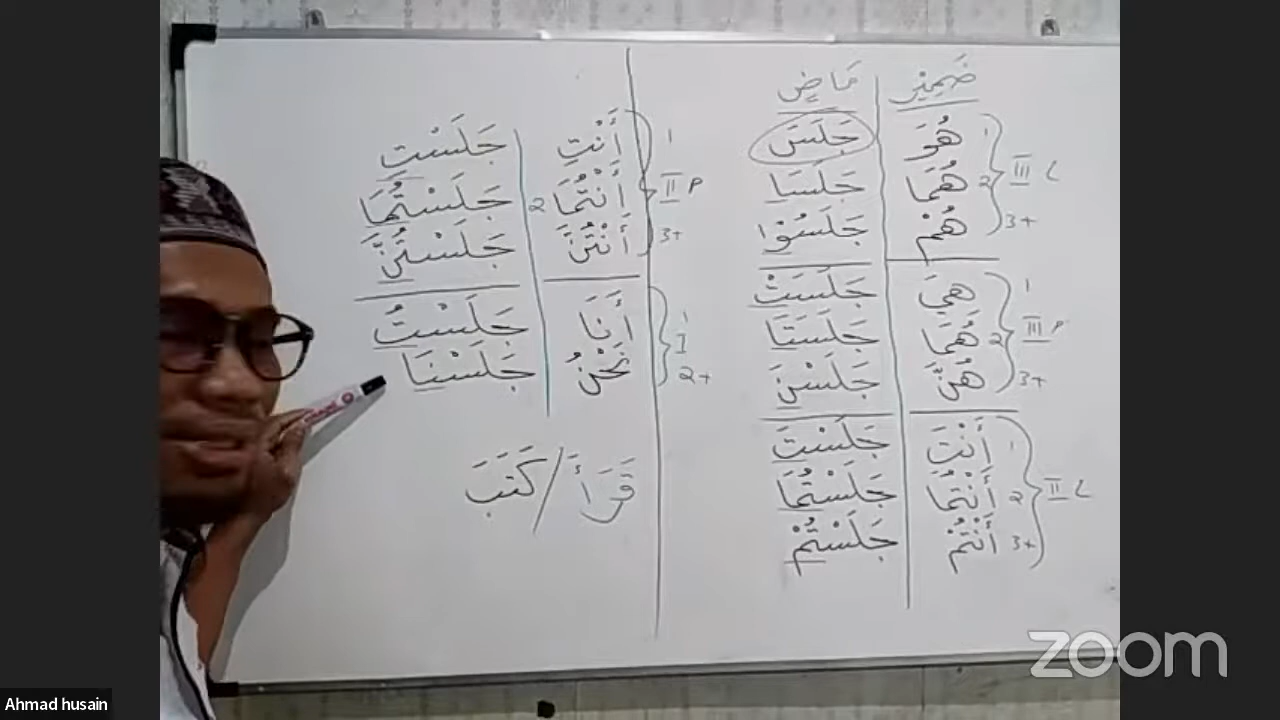 ضَمِيْر مَاضٍ
1 هُوَ جَلَسَ
III L 2 هُمَا جَلَسَا
3+ هُمْ جَلَسُوْا
1 هِيَ جَلَسَتْ
III P 2 هُمَا جَلَسَتَا
3+ هُنَّ جَلَسْنَ
1 أَنْتَ جَلَسْتَ
II L 2 أَنْتُمَا جَلَسْتُمَا
3+ أَنْتُمْ جَلَسْتُمْ
1 أَنْتِ جَلَسْتِ
II P 2 أَنْتُمَا جَلَسْتُمَا
3+ أَنْتُنَّ جَلَسْتُنَّ
1 أَنَا جَلَسْتُ
I
2+ نَحْنُ جَلَسْنَا
قَرَأَ / كَتَبَ
zoom
Ahmad husain